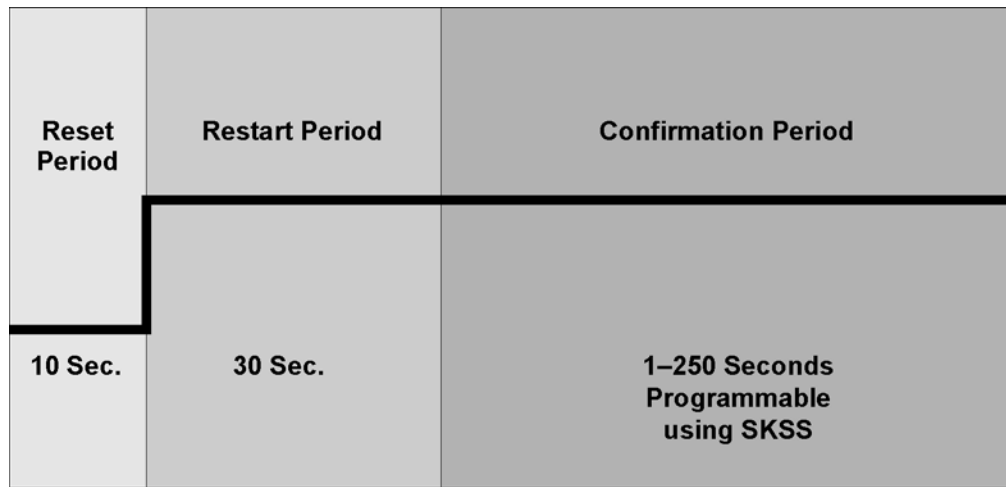 Reset
Period
Restart Period
Confirmation Period
10 Sec.
30 Sec.
1–250 Seconds
Programmable
using SKSS